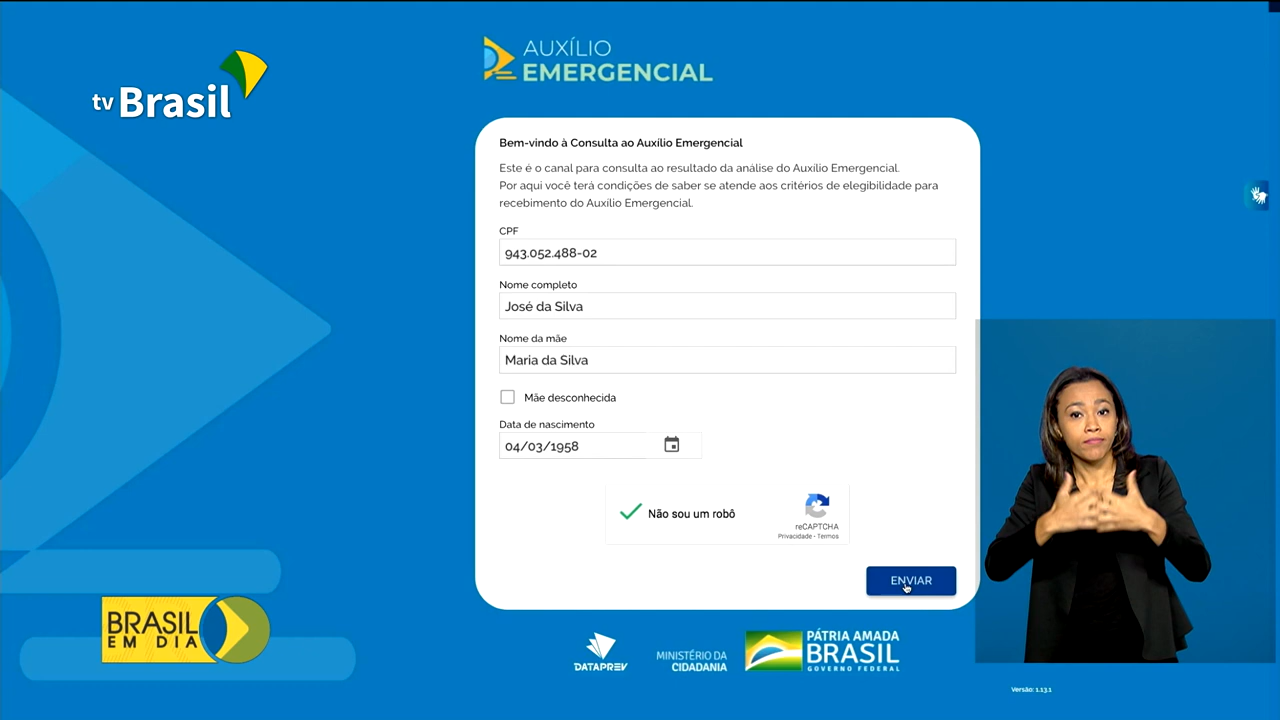 tv Brasil
AUXÍLIO
EMERGENCIAL
Bem-vindo à Consulta ao Auxílio Emergencial
Este é o canal para consulta ao resultado da análise do Auxílio Emergencial.
Por aqui você terá condições de saber se atende aos critérios de elegibilidade para
recebimento do Auxílio Emergencial.
CPF
943.052.488-02
Nome completo
José da Silva
Nome da mãe
Maria da Silva
Mãe desconhecida
Data de nascimento
04/03/1958
Não sou um robô
reCAPTCHA
Privacidade - Termos
ENVIAR
BRASIL
EM DIA
DATAPREV
MINISTÉRIO DA
CIDADANIA
PÁTRIA AMADA
BRASIL
GOVERNO FEDERAL
Versão: 1.13.1